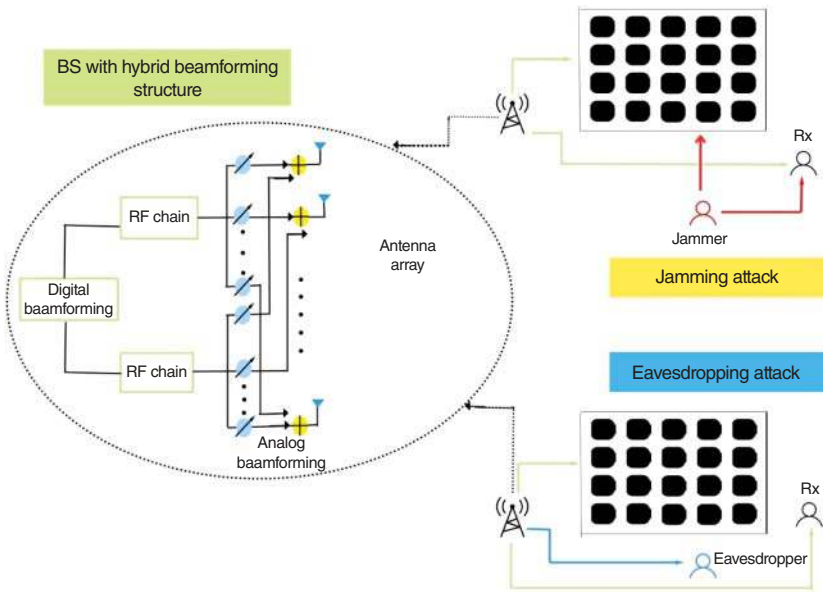 BS with hybrid beamforming
structure
Rx
RF chain
Jammer
Antenna
array
Jamming attack
Digital
baamforming
RF chain
Eavesdropping attack
Analog
baamforming
Rx
Eavesdropper